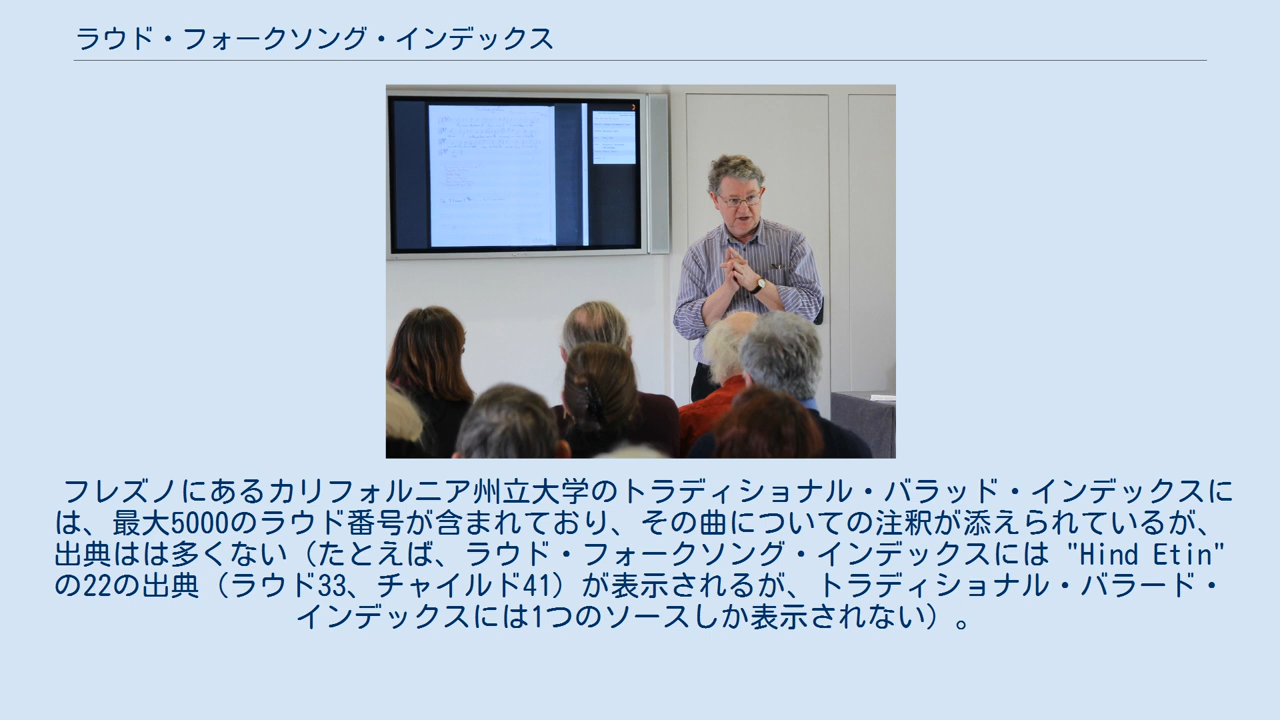 ラウド・フォークソング・インデックス
フレズノにあるカリフォルニア州立大学のトラディショナル・バラッド・インデックスに
は、最大5000のラウド番号が含まれており、その曲についての注釈が添えられているが、
出典はは多くない（たとえば、ラウド・フォークソング・インデックスには "Hind Etin"
の22の出典（ラウド33、チャイルド41）が表示されるが、トラディショナル・バラード・
インデックスには1つのソースしか表示されない）。